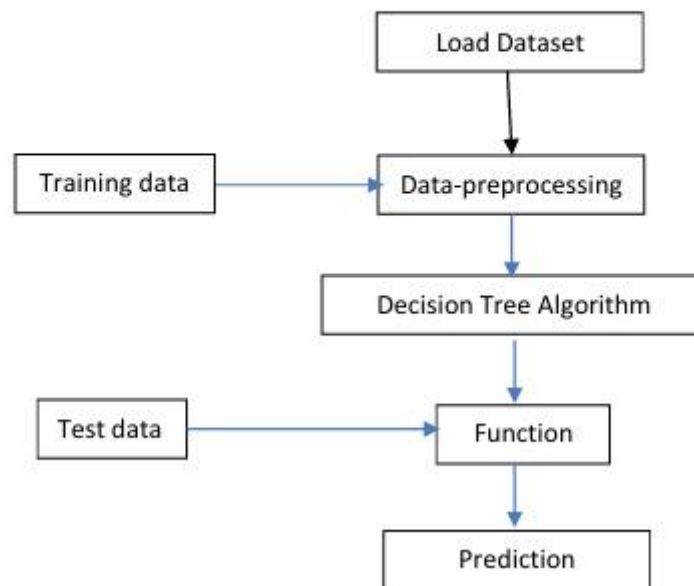 Load Dataset
Training data
Data-preprocessing
Decision Tree Algorithm
Test data
Function
Prediction